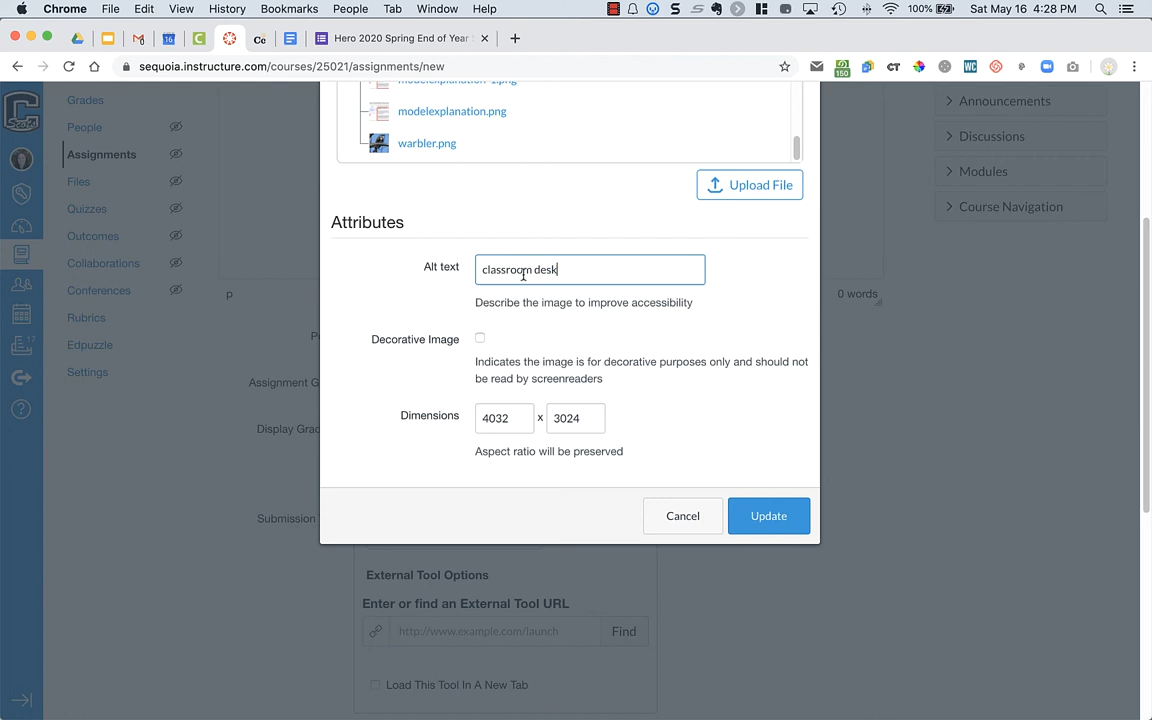 Chrome File Edit View History Bookmarks People Tab Window Help
100% Sat May 16 4:28 PM
Hero 2020 Spring End of Year
sequoia.instructure.com/courses/25021/assignments/new
Grades
People
Assignments
Files
Quizzes
Outcomes
Collaborations
Conferences
Rubrics
Edpuzzle
Settings
modelexplanation-1.png
modelexplanation.png
warbler.png
Upload File
Attributes
Alt text
classroom desk
Describe the image to improve accessibility
Decorative Image
Indicates the image is for decorative purposes only and should not
be read by screenreaders
Dimensions
4032 x 3024
Aspect ratio will be preserved
Cancel
Update
Announcements
Discussions
Modules
Course Navigation
p
0 words
Assignment G
Display Grad
Submission
External Tool Options
Enter or find an External Tool URL
http://www.example.com/launch
Find
Load This Tool In A New Tab